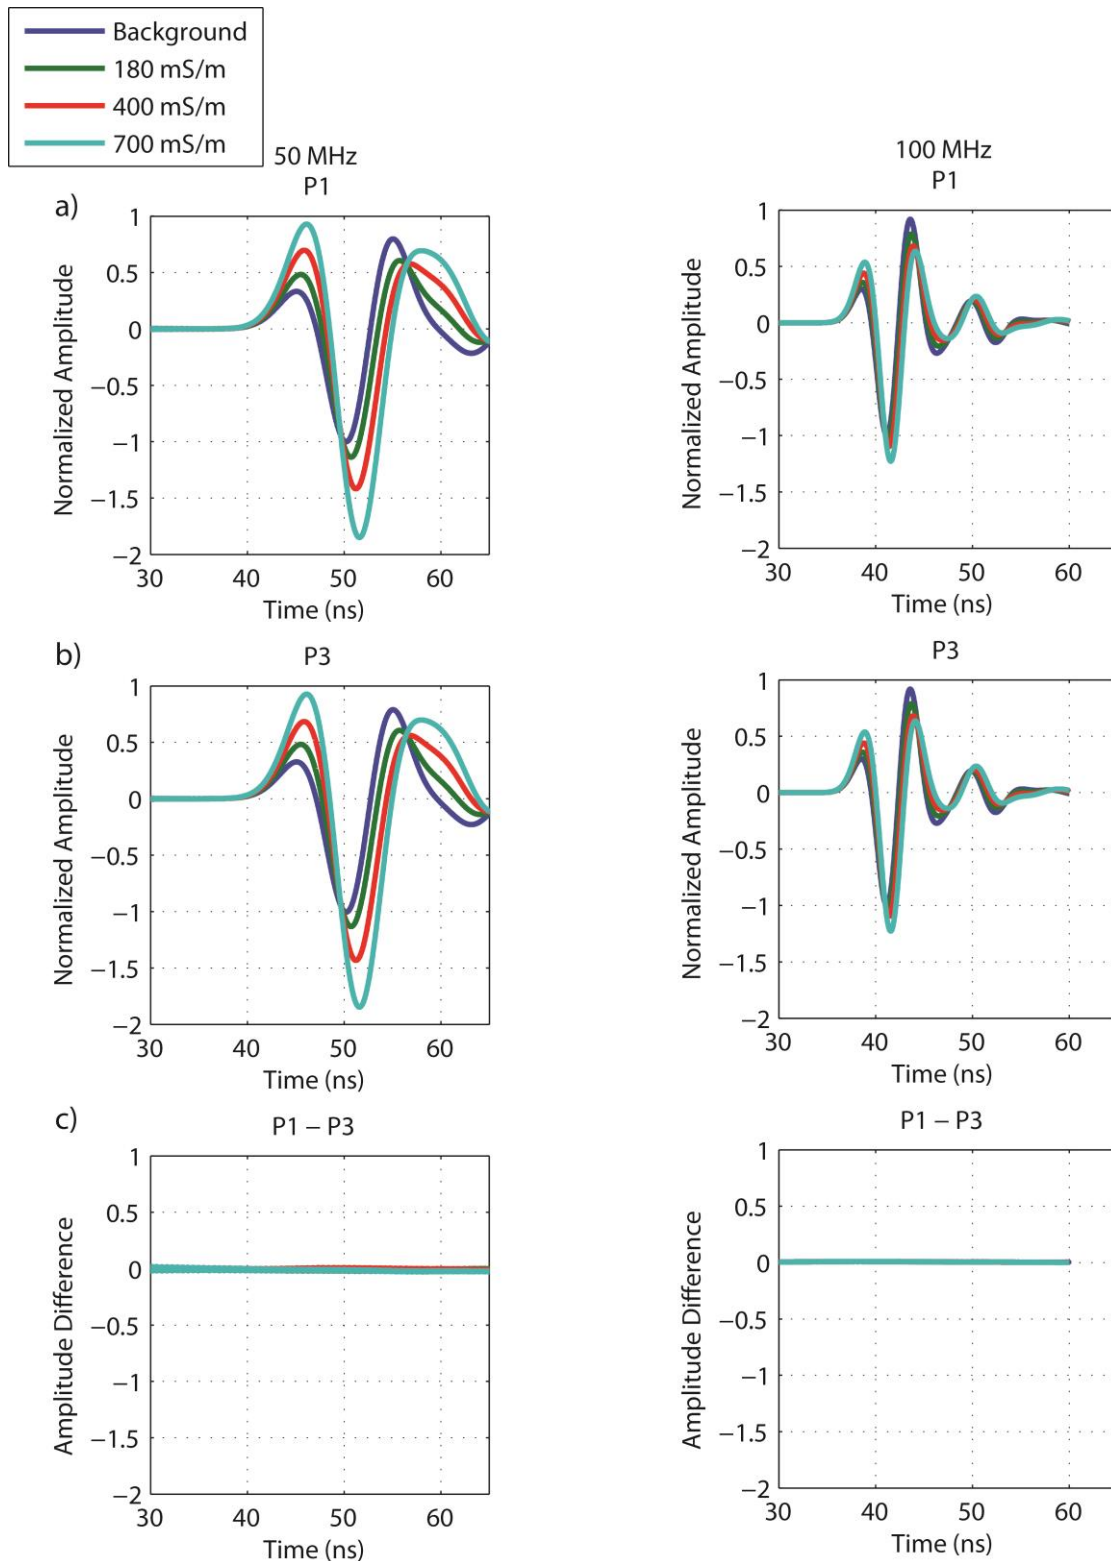 Background
180 mS/m
400 mS/m
700 mS/m
50 MHz
P1
a)
1
0.5
0
−0.5
−1
−1.5
−2
30 40 50 60
Normalized Amplitude
Time (ns)
100 MHz
P1
1
0.5
0
−0.5
−1
−1.5
−2
30 40 50 60
Normalized Amplitude
Time (ns)
b)
P3
1
0.5
0
−0.5
−1
−1.5
−2
30 40 50 60
Normalized Amplitude
Time (ns)
P3
1
0.5
0
−0.5
−1
−1.5
−2
30 40 50 60
Normalized Amplitude
Time (ns)
c)
P1 − P3
1
0.5
0
−0.5
−1
−1.5
−2
30 40 50 60
Amplitude Difference
Time (ns)
P1 − P3
1
0.5
0
−0.5
−1
−1.5
−2
30 40 50 60
Amplitude Difference
Time (ns)